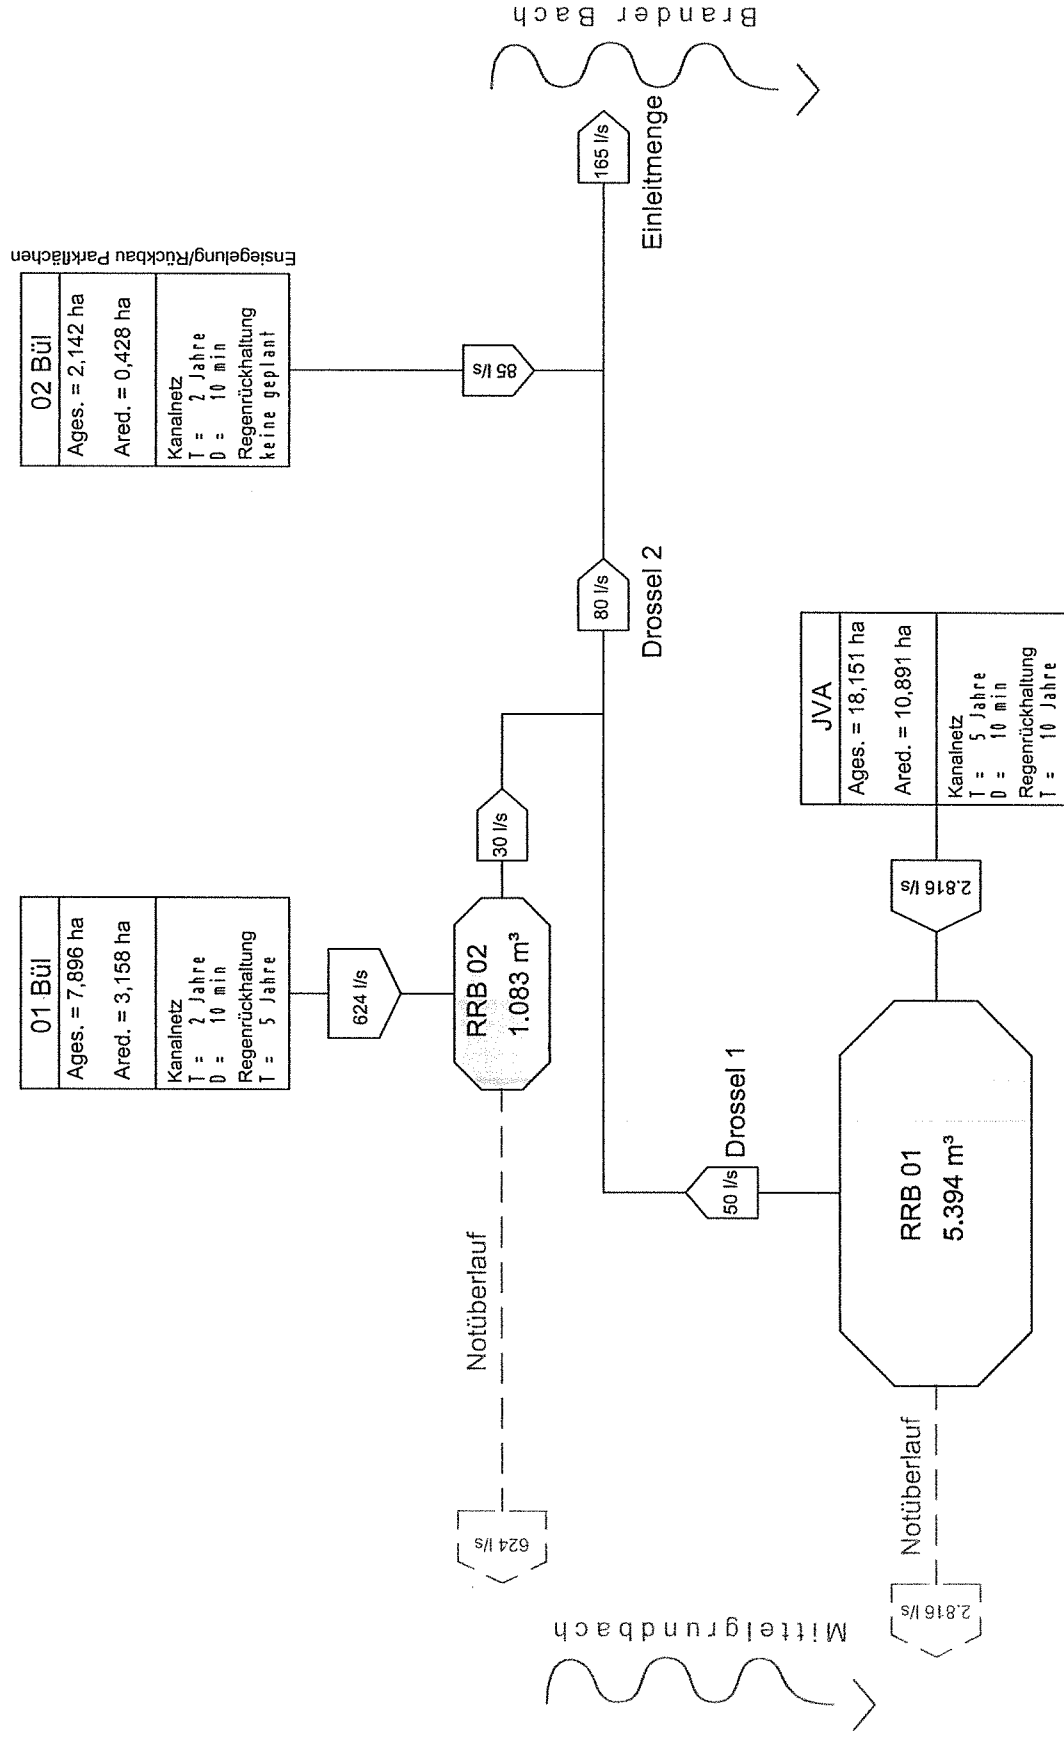 Mittelgrundbach
624 l/s
Notüberlauf
2.816 l/s
Notüberlauf
01 Bül
Ages. = 7,896 ha
Ared. = 3,158 ha
Kanalnetz
T = 2 Jahre
D = 10 min
Regenrückhaltung
T = 5 Jahre
624 l/s
RRB 02
1.083 m³
30 l/s
50 l/s
Drossel 1
RRB 01
5.394 m³
2.816 l/s
JVA
Ages. = 18,151 ha
Ared. = 10,891 ha
Kanalnetz
T = 5 Jahre
D = 10 min
Regenrückhaltung
T = 10 Jahre
80 l/s
Drossel 2
02 Bül
Ages. = 2,142 ha
Ared. = 0,428 ha
Kanalnetz
T = 2 Jahre
D = 10 min
Regenrückhaltung
keine geplant
Ensiegelung/Rückbau Parkflächen
85 l/s
165 l/s
Einleitmenge
Brander Bach